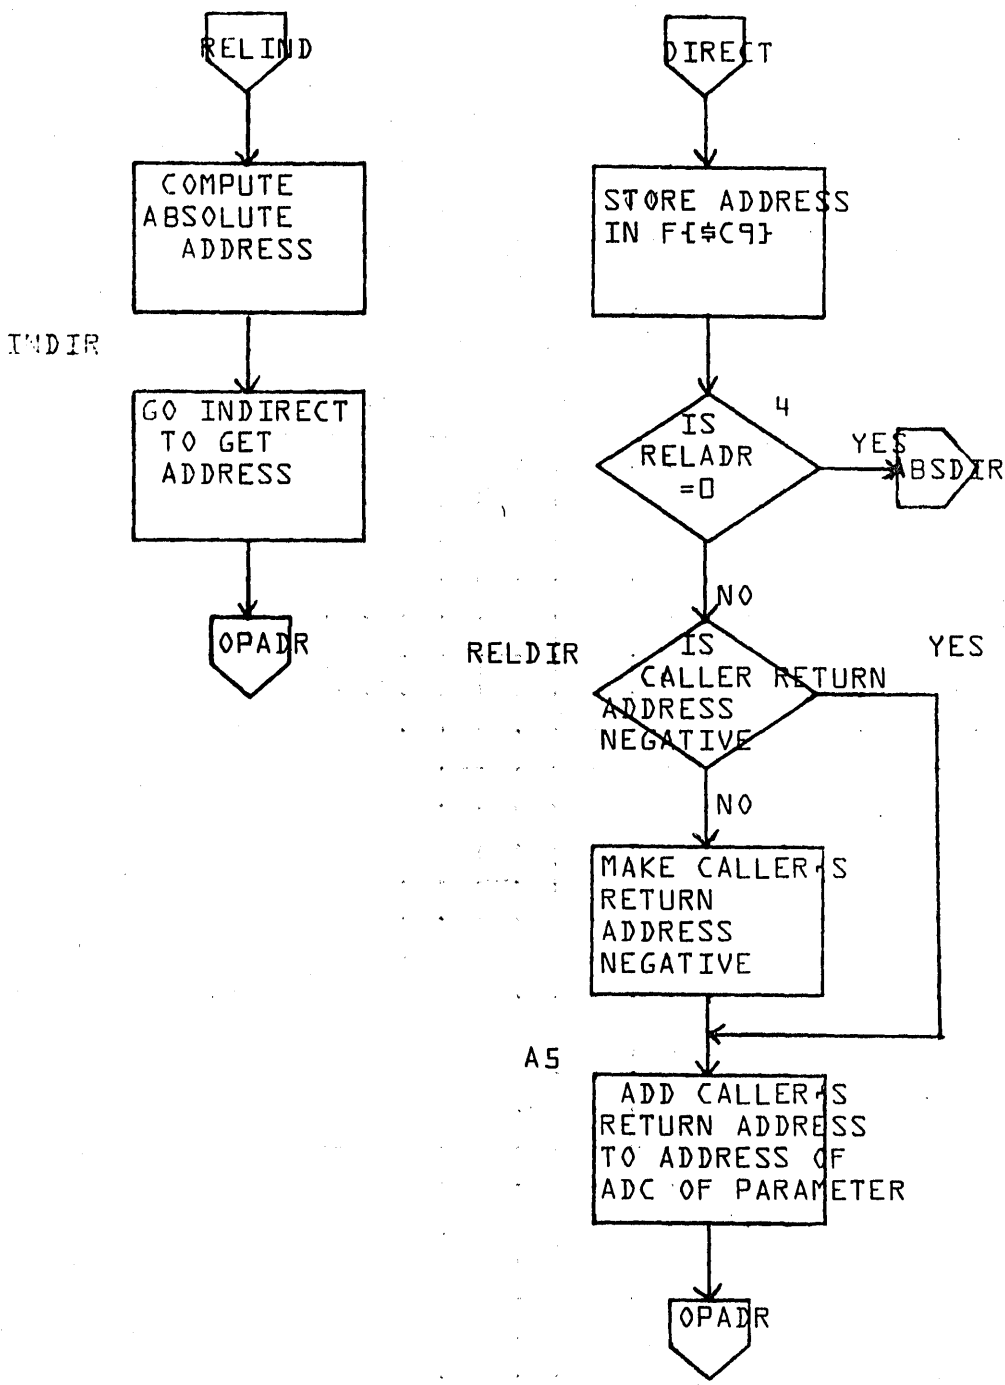 RELIND
COMPUTE
ABSOLUTE
ADDRESS
INDIR
GO INDIRECT
TO GET
ADDRESS
OPADR
DIRECT
STORE ADDRESS
IN F{$C9}
IS
RELADR
=0
4
YES
ABSDIR
NO
RELDIR
IS
CALLER RETURN
ADDRESS
NEGATIVE
YES
NO
MAKE CALLER'S
RETURN
ADDRESS
NEGATIVE
A5
ADD CALLER'S
RETURN ADDRESS
TO ADDRESS OF
ADC OF PARAMETER
OPADR